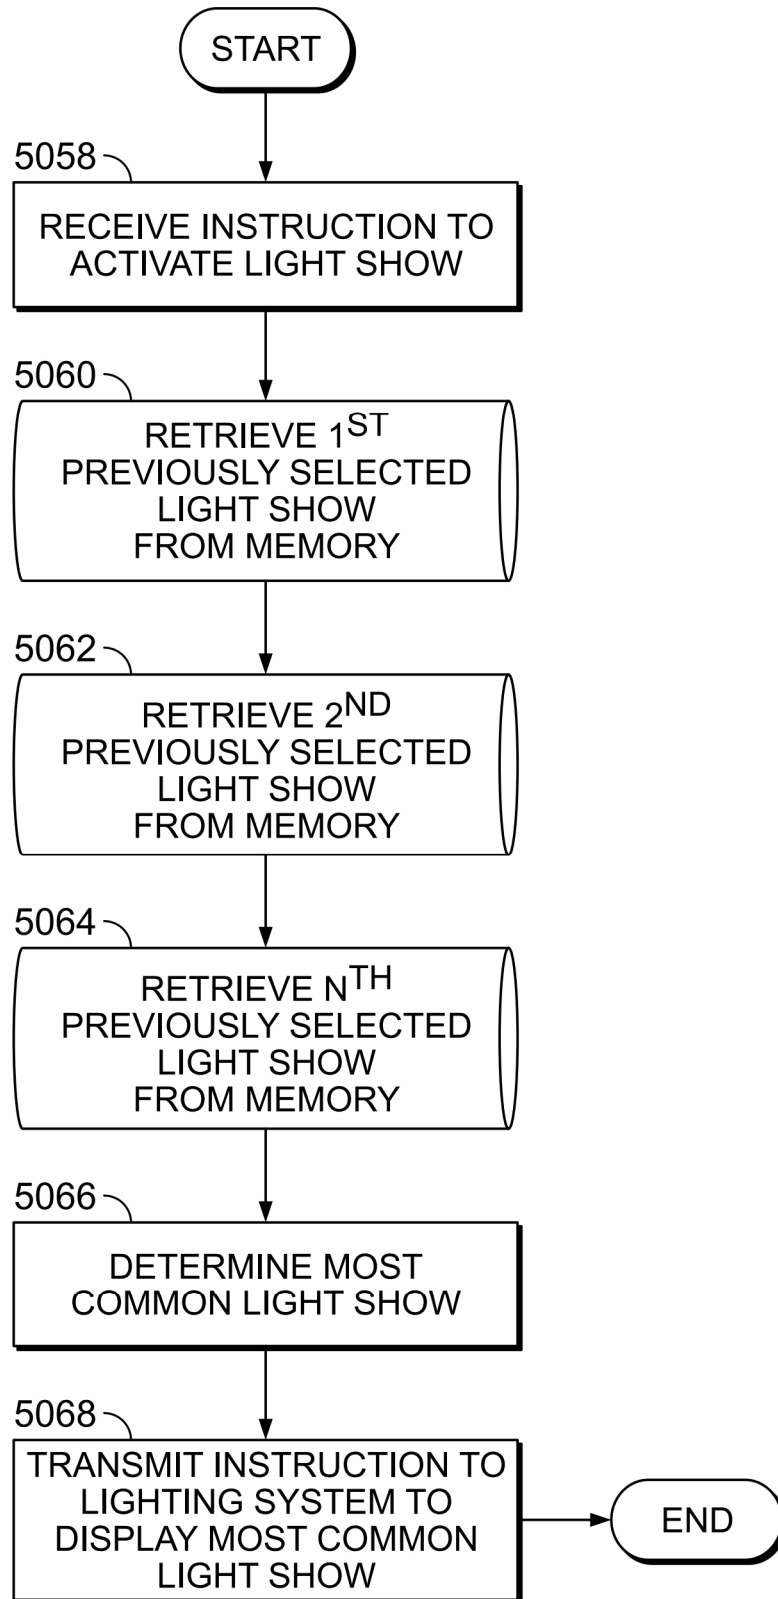 START
5058
RECEIVE INSTRUCTION TO
ACTIVATE LIGHT SHOW
5060
RETRIEVE 1ST
PREVIOUSLY SELECTED
LIGHT SHOW
FROM MEMORY
5062
RETRIEVE 2ND
PREVIOUSLY SELECTED
LIGHT SHOW
FROM MEMORY
5064
RETRIEVE NTH
PREVIOUSLY SELECTED
LIGHT SHOW
FROM MEMORY
5066
DETERMINE MOST
COMMON LIGHT SHOW
5068
TRANSMIT INSTRUCTION TO
LIGHTING SYSTEM TO
DISPLAY MOST COMMON
LIGHT SHOW
END